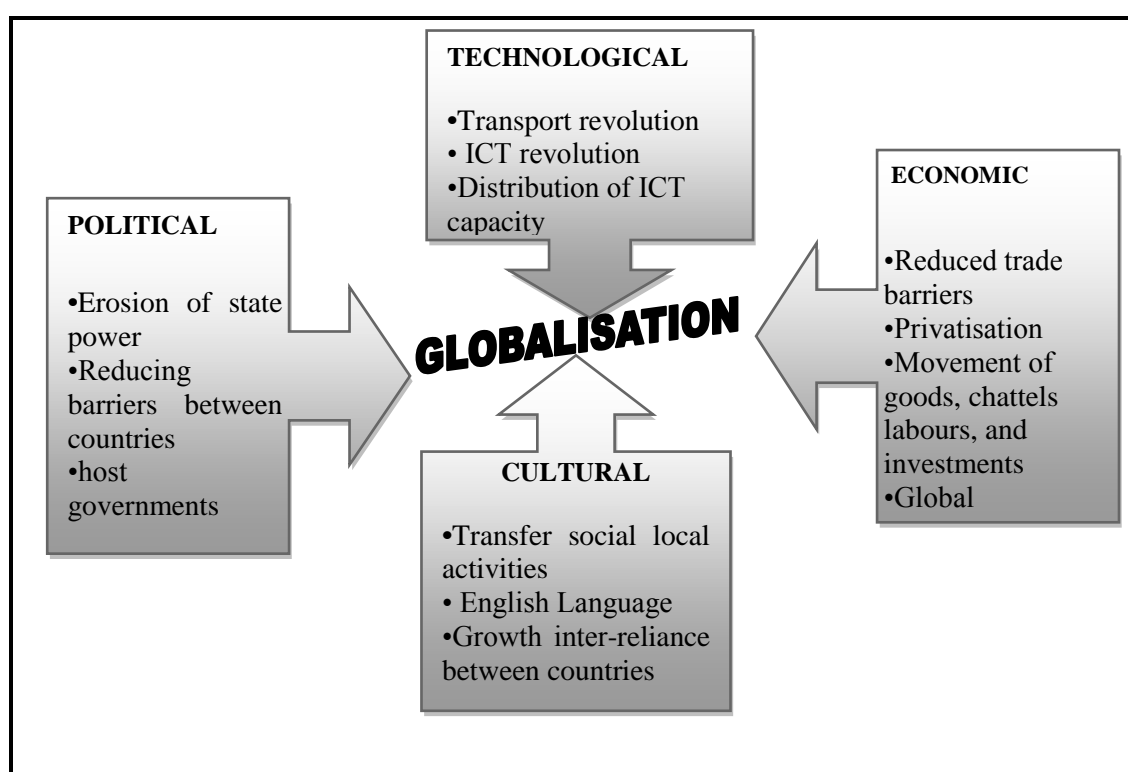 TECHNOLOGICAL
•Transport revolution
• ICT revolution
•Distribution of ICT
capacity
POLITICAL
•Erosion of state
power
•Reducing
barriers between
countries
•host
governments
GLOBALISATION
ECONOMIC
•Reduced trade
barriers
•Privatisation
•Movement of
goods, chattels
labours, and
investments
•Global
CULTURAL
•Transfer social local
activities
• English Language
•Growth inter-reliance
between countries